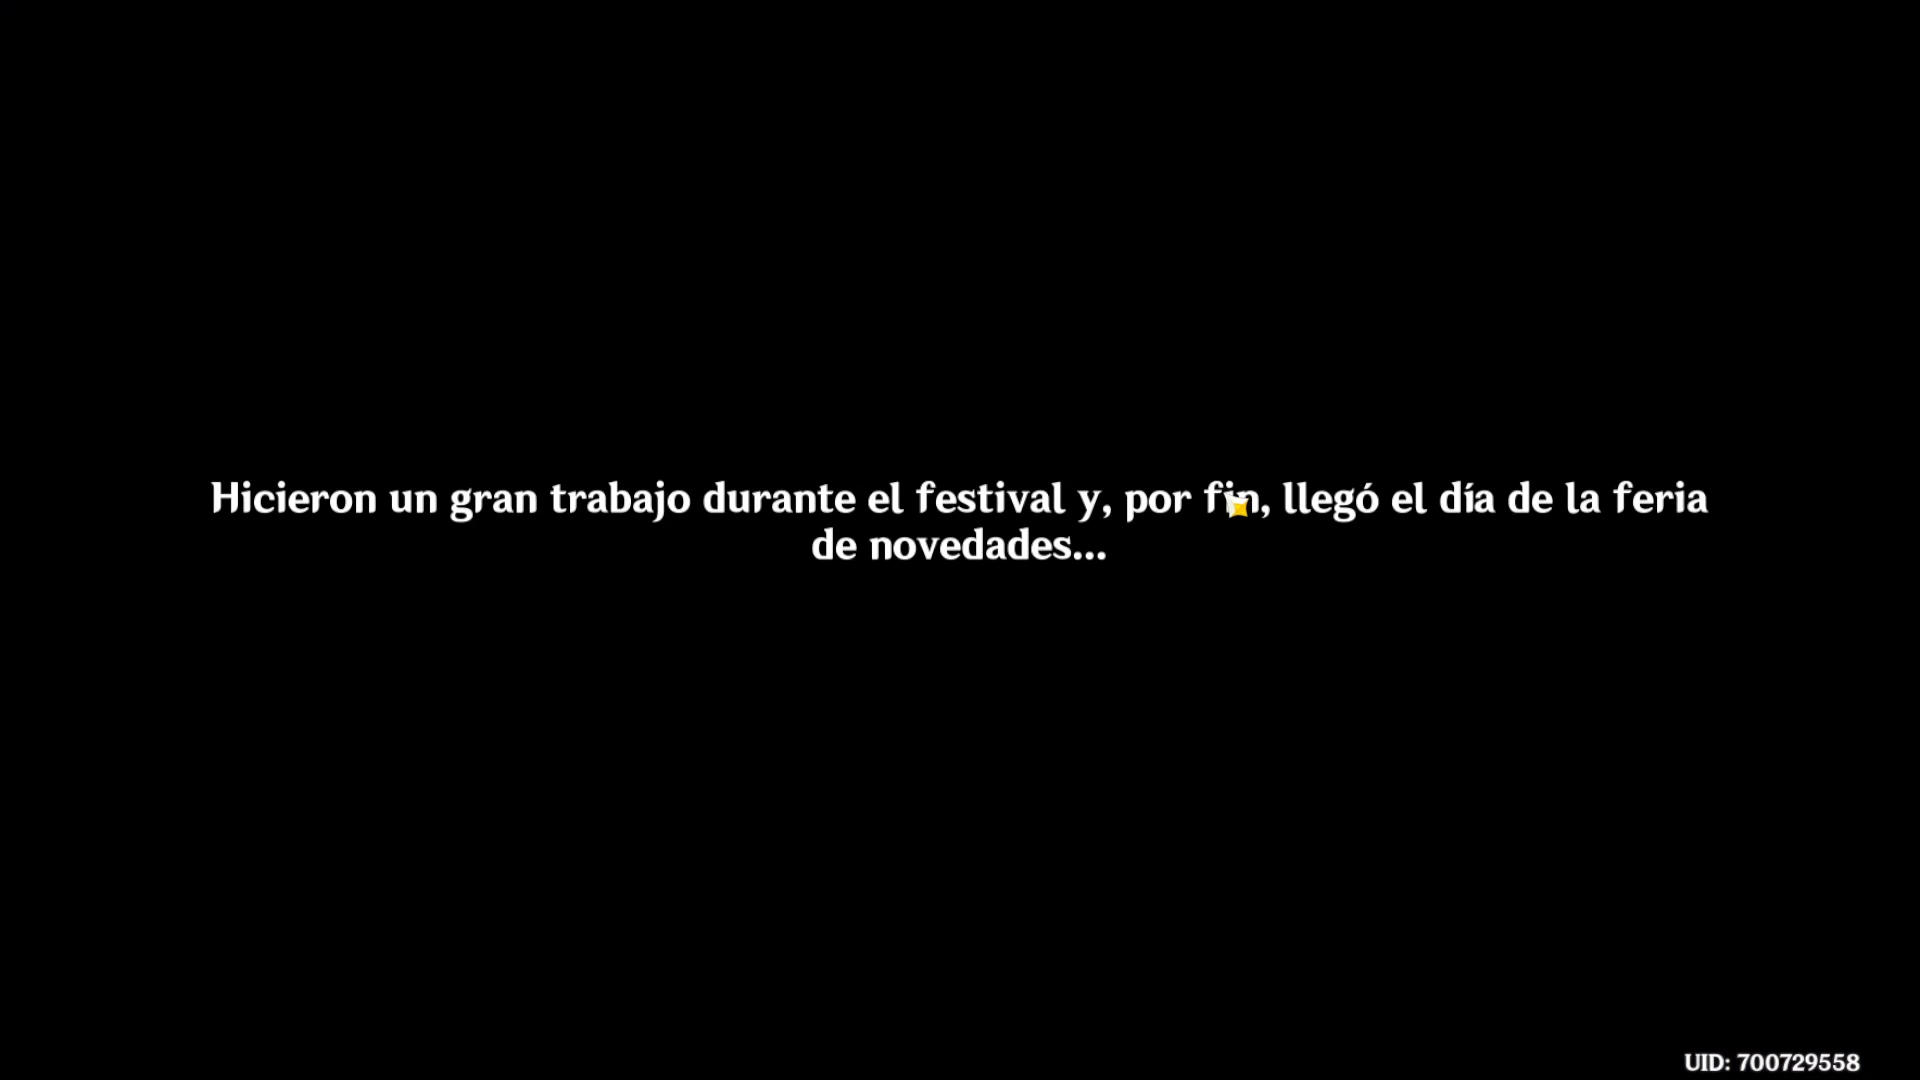 Hicieron un gran trabajo durante el festival y, por fin, llegó el día de la feria
de novedades...
UID: 700729558